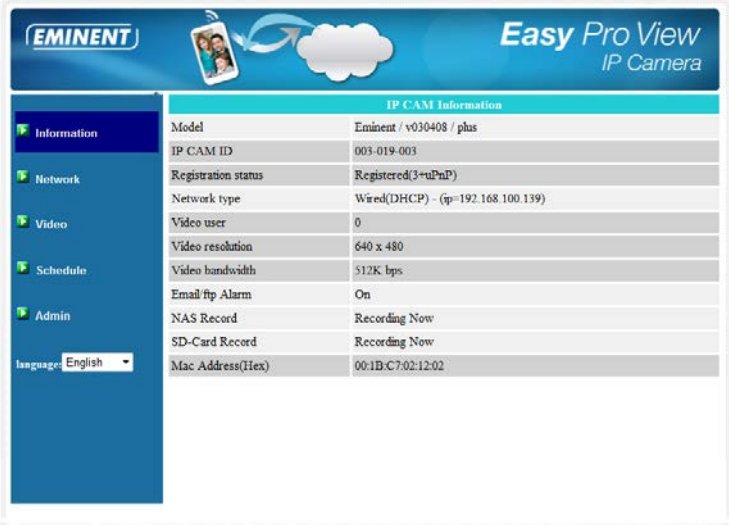 EMINENT
Easy Pro View
IP Camera
IP CAM Information
Information
Network
Video
Schedule
Admin
language: English
Model Eminent / v030408 / plus
IP CAM ID 003-019-003
Registration status Registered(3+uPnP)
Network type Wired(DHCP) - (ip=192.168.100.139)
Video user 0
Video resolution 640 x 480
Video bandwidth 512K bps
Email/ftp Alarm On
NAS Record Recording Now
SD-Card Record Recording Now
Mac Address(Hex) 00:1B:C7:02:12:02